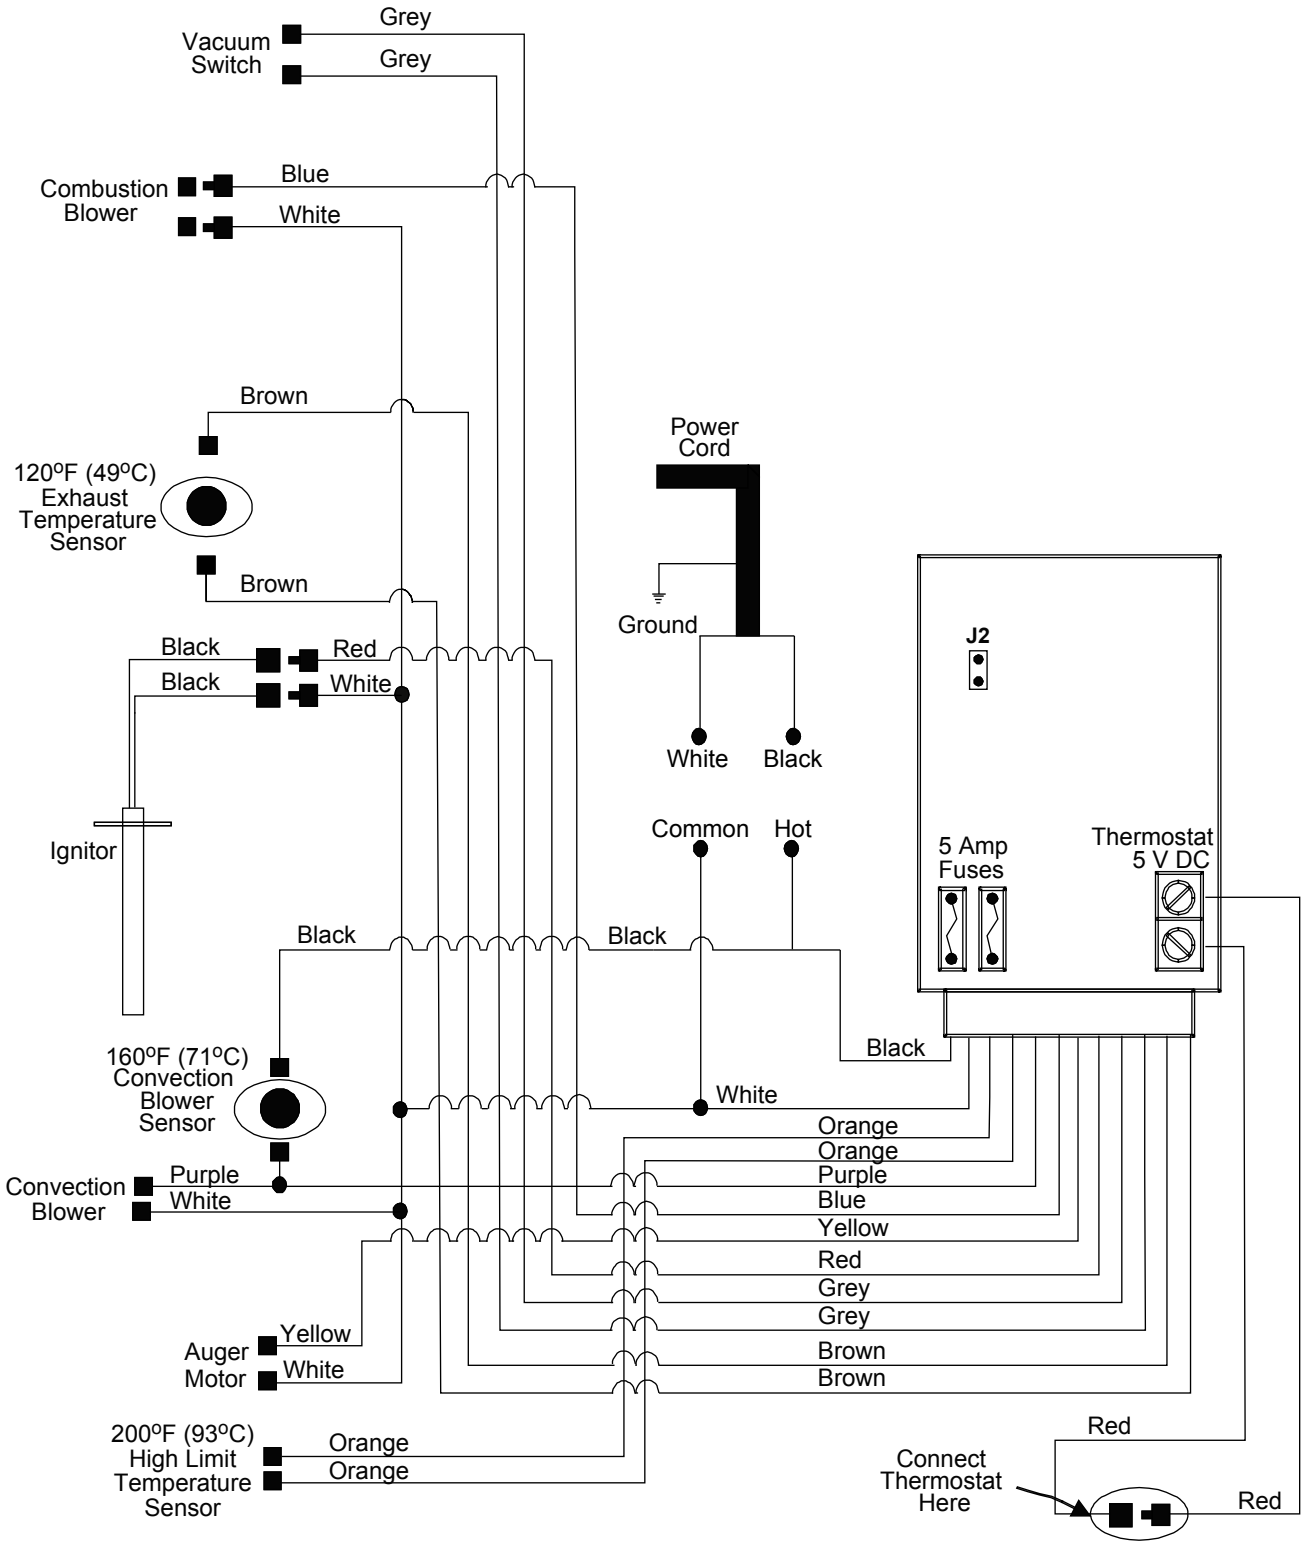 Grey
Vacuum
Switch
Grey
Blue
Combustion
Blower
White
Brown
120ºF (49ºC)
Exhaust
Temperature
Sensor
Brown
Power
Cord
Ground
Black
Red
Black
White
White
Black
J2
Common
Hot
Ignitor
5 Amp
Fuses
Thermostat
5 V DC
Black
Black
Black
160ºF (71ºC)
Convection
Blower
Sensor
White
Orange
Orange
Purple
Purple
Convection
Blower
White
Blue
Yellow
Red
Grey
Grey
Yellow
Auger
Motor
White
Brown
Brown
200ºF (93ºC)
High Limit
Temperature
Sensor
Orange
Orange
Red
Connect
Thermostat
Here
Red